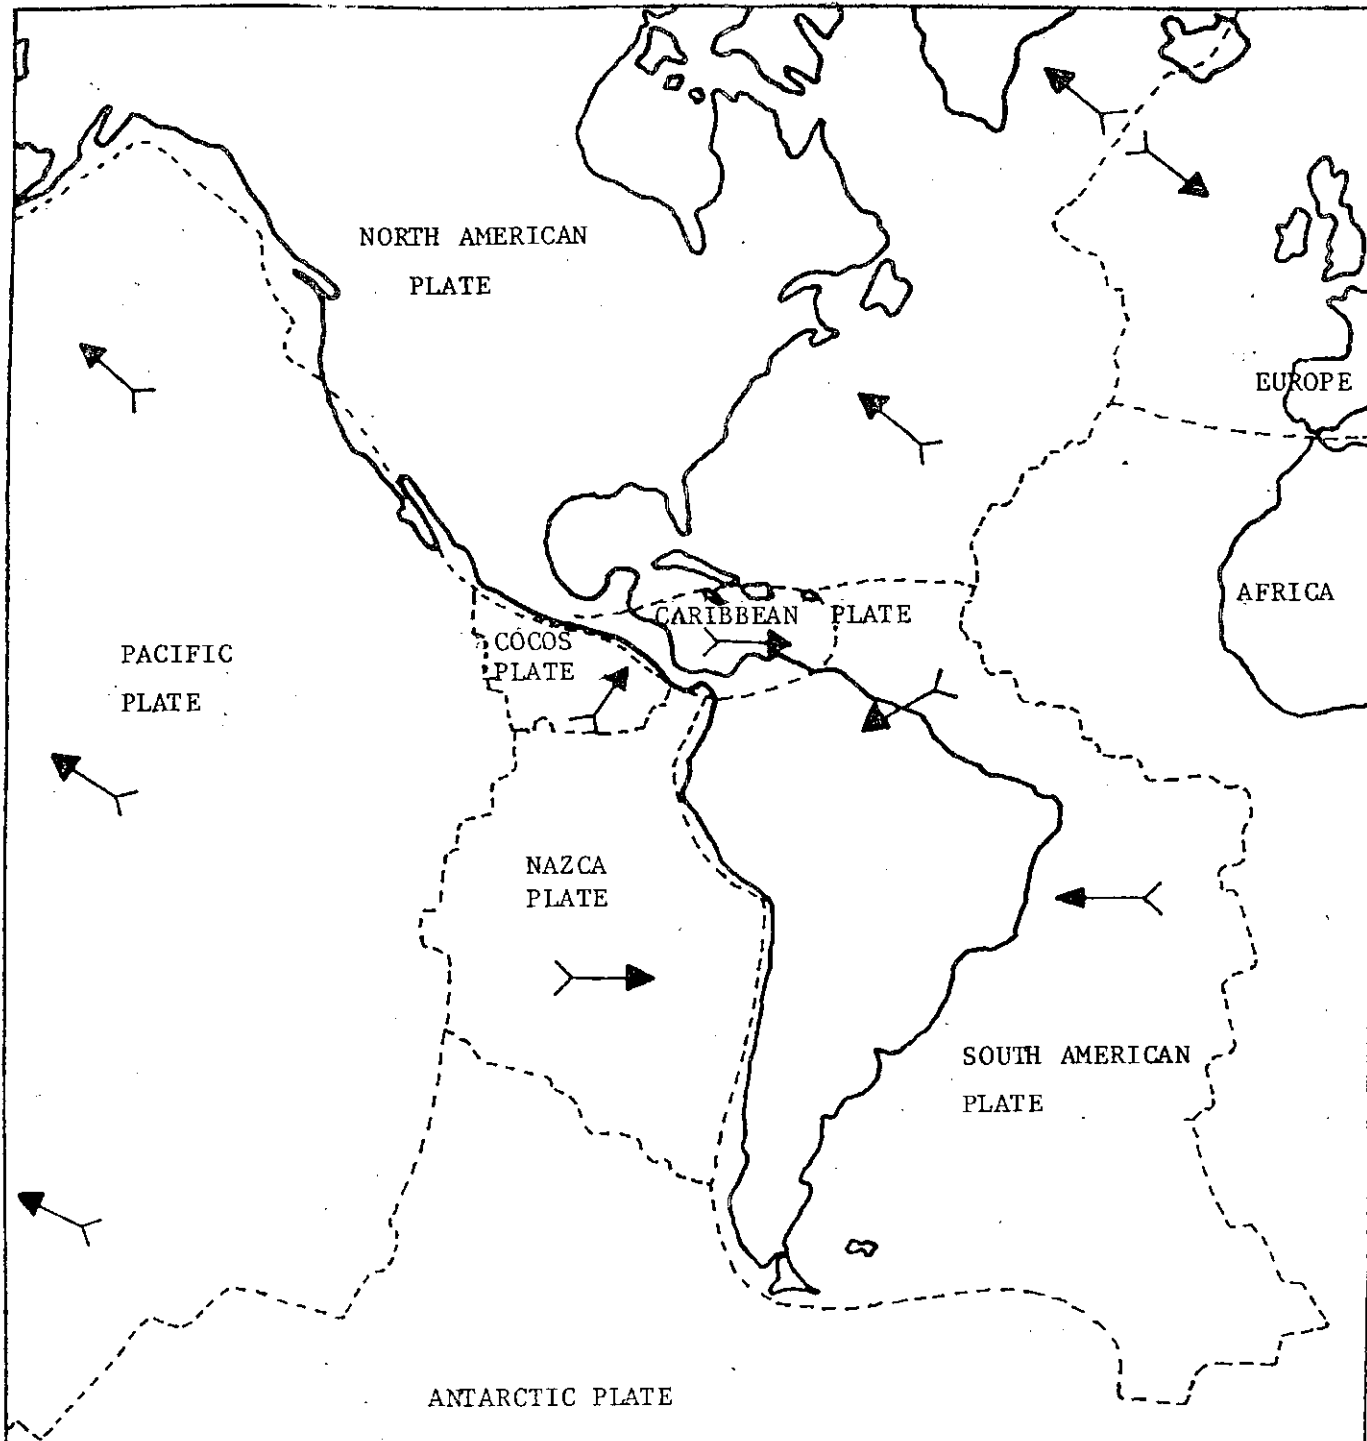 NORTH AMERICAN
PLATE
EUROPE
AFRICA
CARIBBEAN PLATE
COCOS
PLATE
PACIFIC
PLATE
NAZCA
PLATE
SOUTH AMERICAN
PLATE
ANTARCTIC PLATE